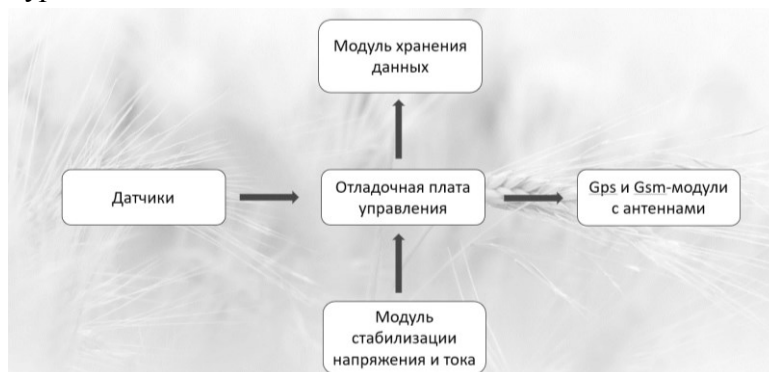 Модуль хранения
данных
Датчики
Отладочная плата
управления
Gps и Gsm-модули
с антеннами
Модуль
стабилизации
напряжения и тока